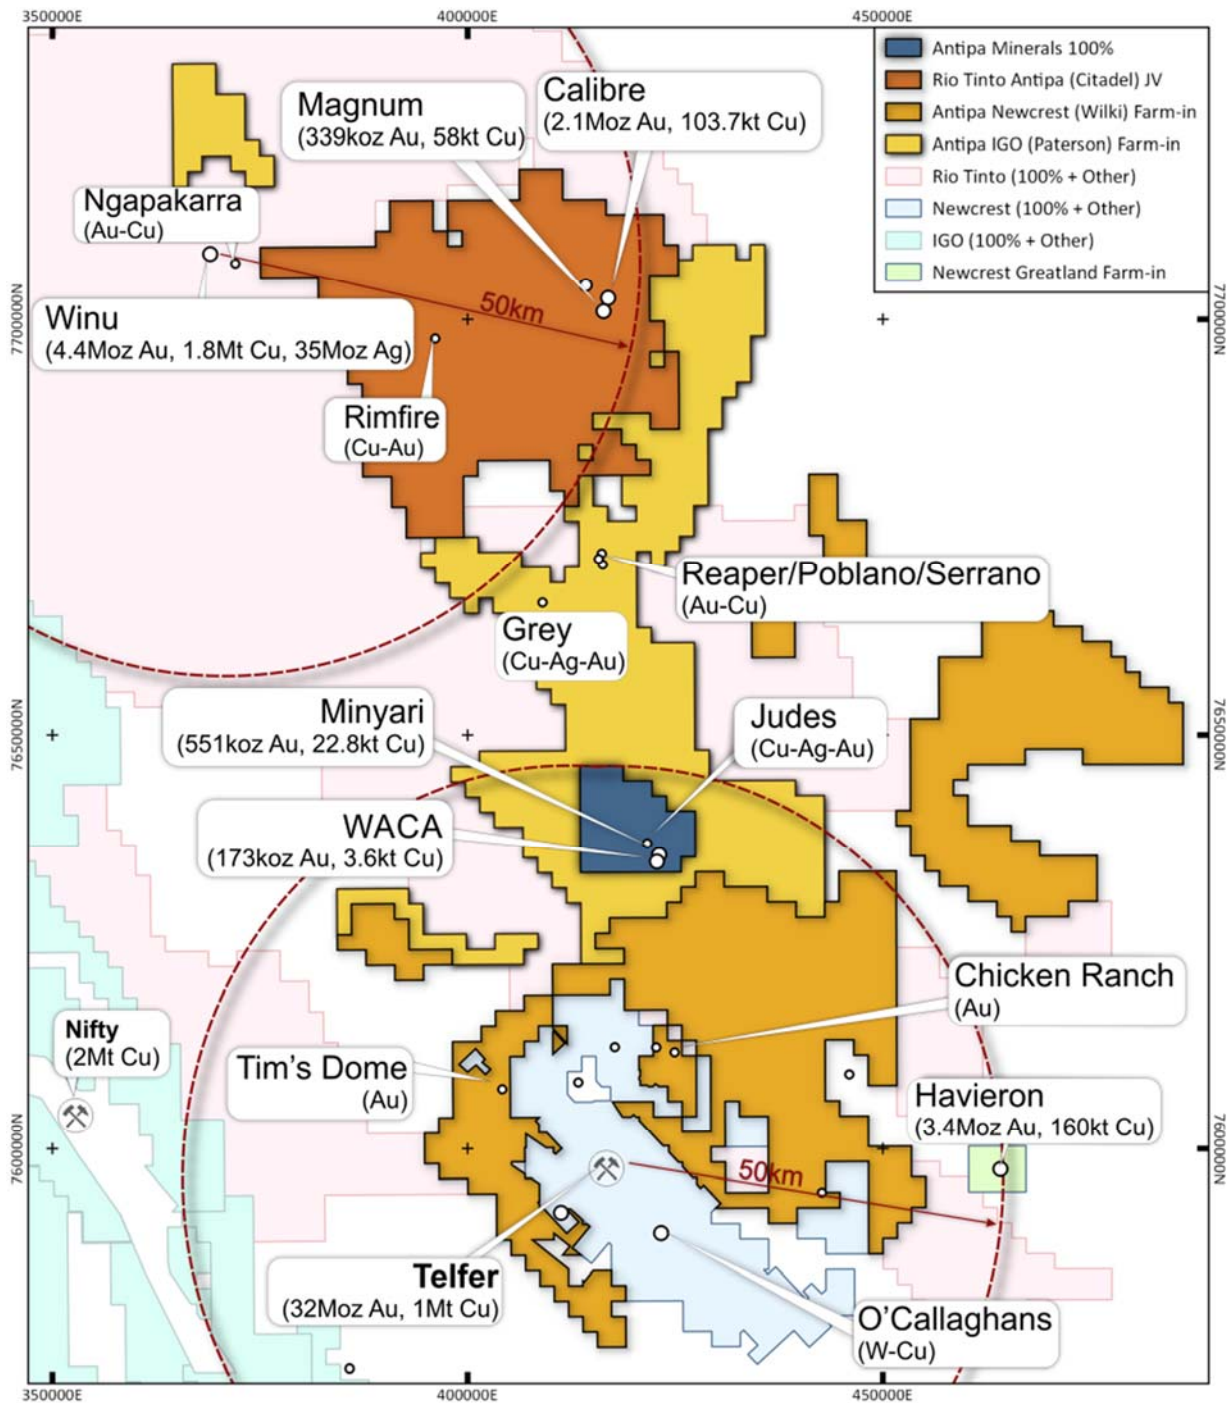 350000E
400000E
450000E
Antipa Minerals 100%
Rio Tinto Antipa (Citadel) JV
Antipa Newcrest (Wilki) Farm-in
Antipa IGO (Paterson) Farm-in
Rio Tinto (100% + Other)
Newcrest (100% + Other)
IGO (100% + Other)
Newcrest Greatland Farm-in
Magnum
(339koz Au, 58kt Cu)
Calibre
(2.1Moz Au, 103.7kt Cu)
Ngapakarra
(Au-Cu)
Winu
(4.4Moz Au, 1.8Mt Cu, 35Moz Ag)
50km
7700000N
7700000N
Rimfire
(Cu-Au)
Reaper/Poblano/Serrano
(Au-Cu)
Grey
(Cu-Ag-Au)
Minyari
(551koz Au, 22.8kt Cu)
Judes
(Cu-Ag-Au)
7650000N
7650000N
WACA
(173koz Au, 3.6kt Cu)
Chicken Ranch
(Au)
Nifty
(2Mt Cu)
Tim's Dome
(Au)
Havieron
(3.4Moz Au, 160kt Cu)
7600000N
7600000N
50km
Telfer
(32Moz Au, 1Mt Cu)
O'Callaghans
(W-Cu)
350000E
400000E
450000E